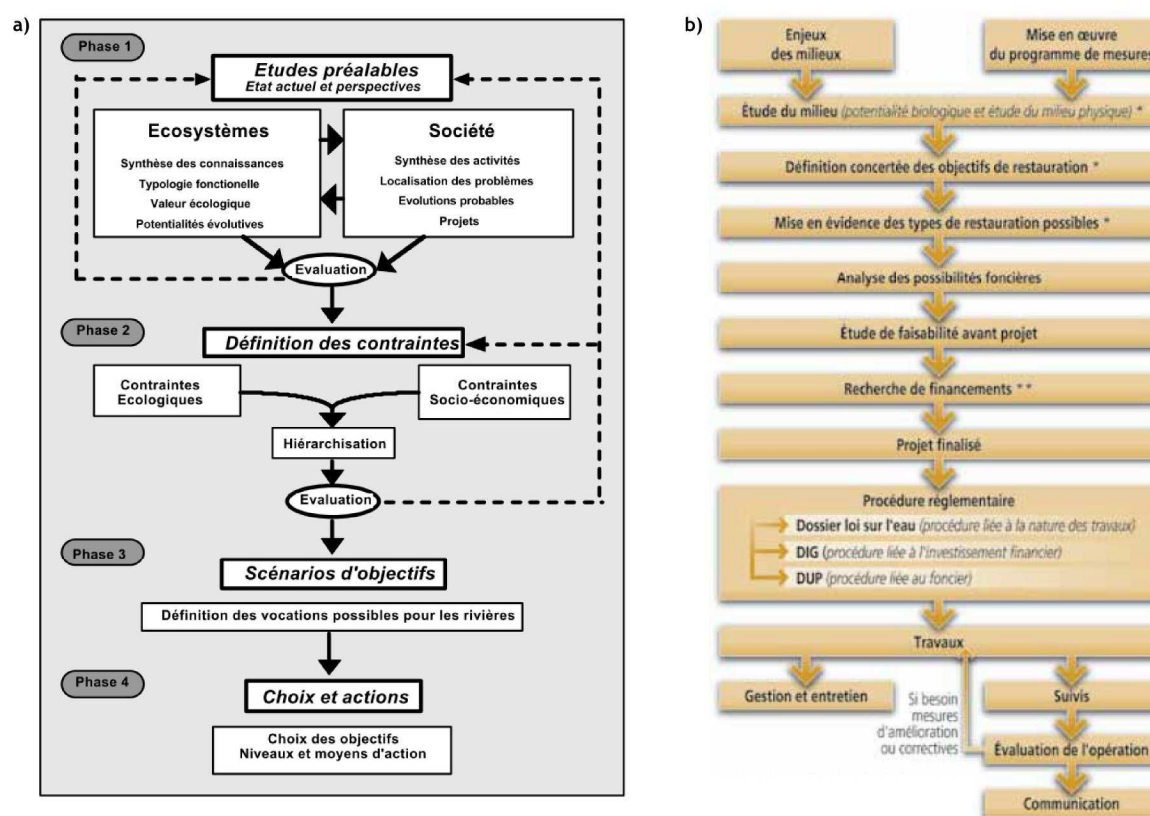 a)
Phase 1
Etudes préalables
Etat actuel et perspectives
Ecosystèmes
Synthèse des connaissances
Typologie fonctionelle
Valeur écologique
Potentialités évolutives
Société
Synthèse des activités
Localisation des problèmes
Evolutions probables
Projets
Evaluation
Phase 2
Définition des contraintes
Contraintes
Ecologiques
Contraintes
Socio-économiques
Hiérarchisation
Evaluation
Phase 3
Scénarios d'objectifs
Définition des vocations possibles pour les rivières
Phase 4
Choix et actions
Choix des objectifs
Niveaux et moyens d'action
b)
Enjeux
des milieux
Mise en œuvre
du programme de mesures
Étude du milieu (potentialité biologique et étude du milieu physique) *
Définition concertée des objectifs de restauration *
Mise en évidence des types de restauration possibles *
Analyse des possibilités foncières
Étude de faisabilité avant projet
Recherche de financements * *
Projet finalisé
Procédure réglementaire
Dossier loi sur l'eau (procédure liée à la nature des travaux)
DIG (procédure liée à l'investissement financier)
DUP (procédure liée au foncier)
Travaux
Gestion et entretien
Si besoin
mesures
d'amélioration
ou correctives
Suivis
Évaluation de l'opération
Communication